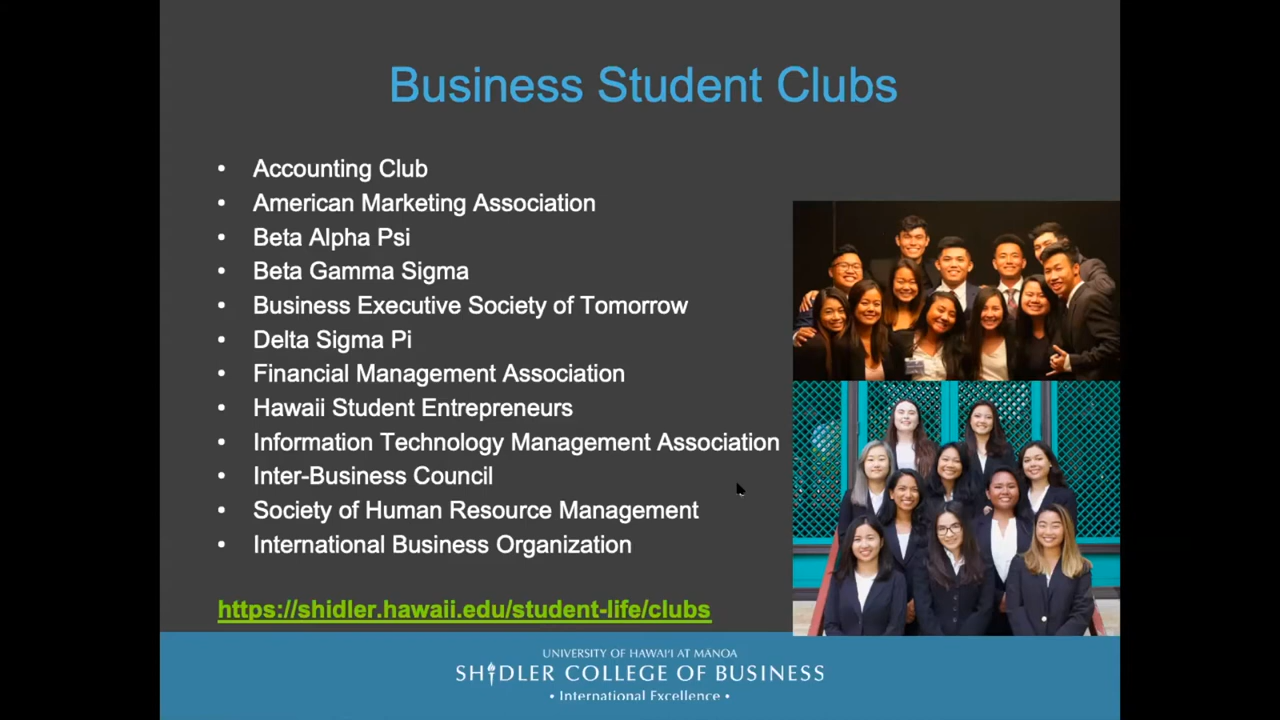 Business Student Clubs
• Accounting Club
• American Marketing Association
• Beta Alpha Psi
• Beta Gamma Sigma
• Business Executive Society of Tomorrow
• Delta Sigma Pi
• Financial Management Association
• Hawaii Student Entrepreneurs
• Information Technology Management Association
• Inter-Business Council
• Society of Human Resource Management
• International Business Organization
https://shidler.hawaii.edu/student-life/clubs
UNIVERSITY OF HAWAI‘I AT MĀNOA
SHIDLER COLLEGE OF BUSINESS
• International Excellence •